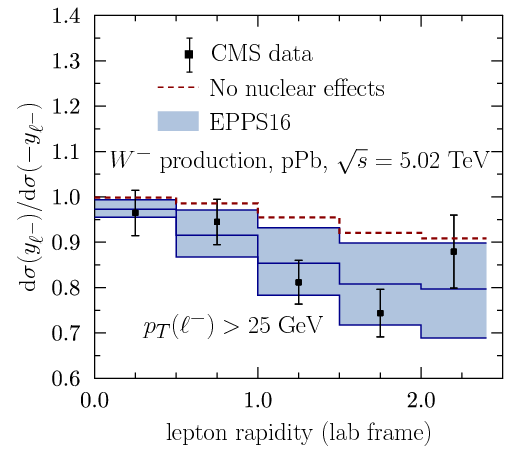 1.4
1.3
1.2
1.1
1.0
0.9
0.8
0.7
0.6
dσ(y_ℓ⁻)/dσ(−y_ℓ⁻)
CMS data
No nuclear effects
EPPS16
W⁻ production, pPb, √s = 5.02 TeV
p_T(ℓ⁻) > 25 GeV
0.0 1.0 2.0
lepton rapidity (lab frame)